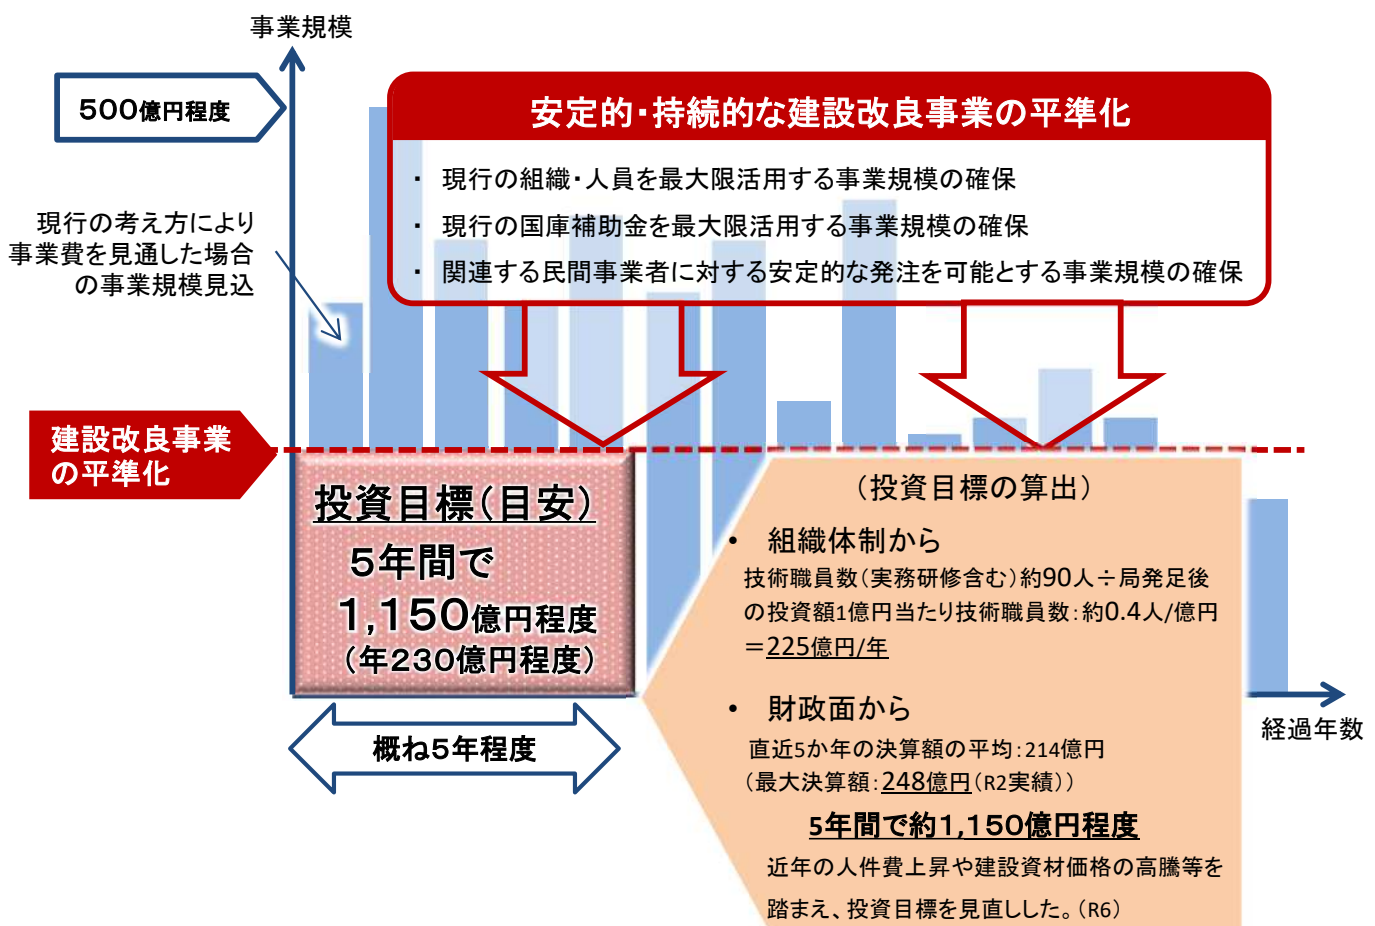 事業規模
500億円程度
安定的・持続的な建設改良事業の平準化
・ 現行の組織・人員を最大限活用する事業規模の確保
・ 現行の国庫補助金を最大限活用する事業規模の確保
・ 関連する民間事業者に対する安定的な発注を可能とする事業規模の確保
現行の考え方により
事業費を見通した場合
の事業規模見込
建設改良事業
の平準化
投資目標(目安)
5年間で
1,150億円程度
(年230億円程度)
概ね5年程度
(投資目標の算出)
・ 組織体制から
技術職員数(実務研修含む)約90人÷局発足後
の投資額1億円当たり技術職員数:約0.4人/億円
=225億円/年
・ 財政面から
直近5か年の決算額の平均:214億円
(最大決算額:248億円(R2実績))
5年間で約1,150億円程度
近年の人件費上昇や建設資材価格の高騰等を
踏まえ、投資目標を見直しした。(R6)
経過年数